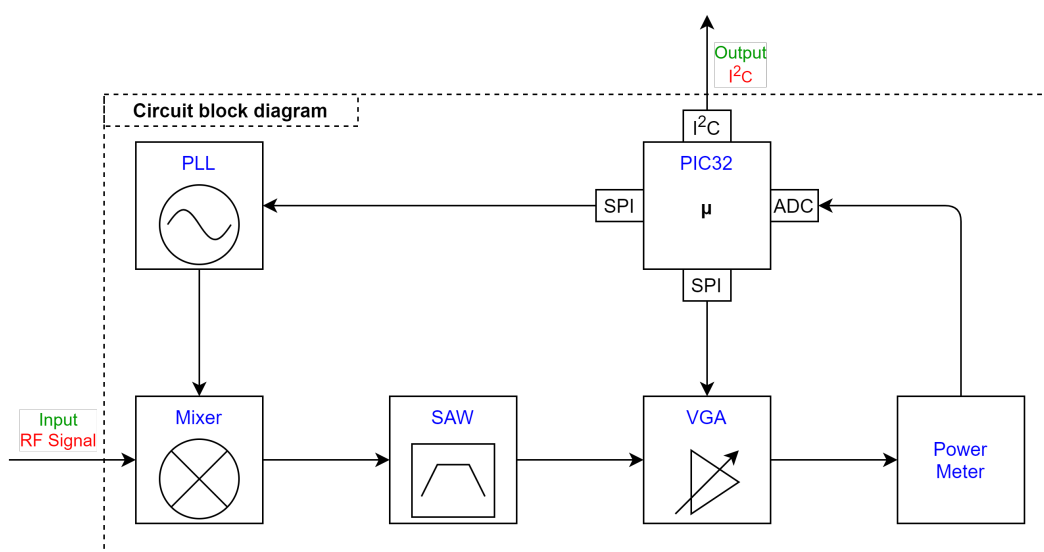 Output
I²C
Circuit block diagram
I²C
PLL
PIC32
SPI
µ
ADC
SPI
Input
RF Signal
Mixer
SAW
VGA
Power
Meter